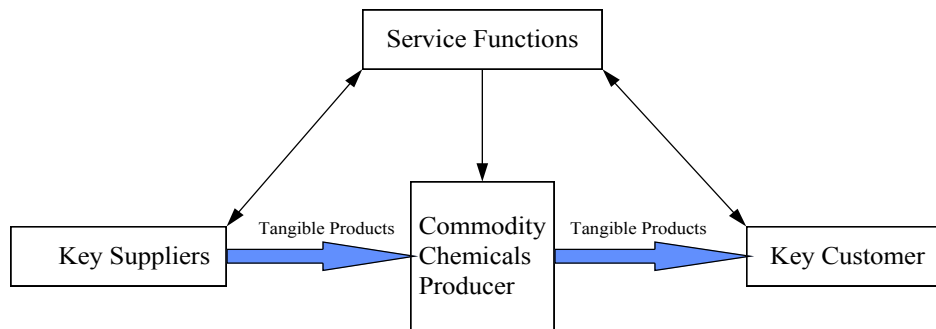 Service Functions
Tangible Products
Tangible Products
Key Suppliers
Commodity
Chemicals
Producer
Key Customer